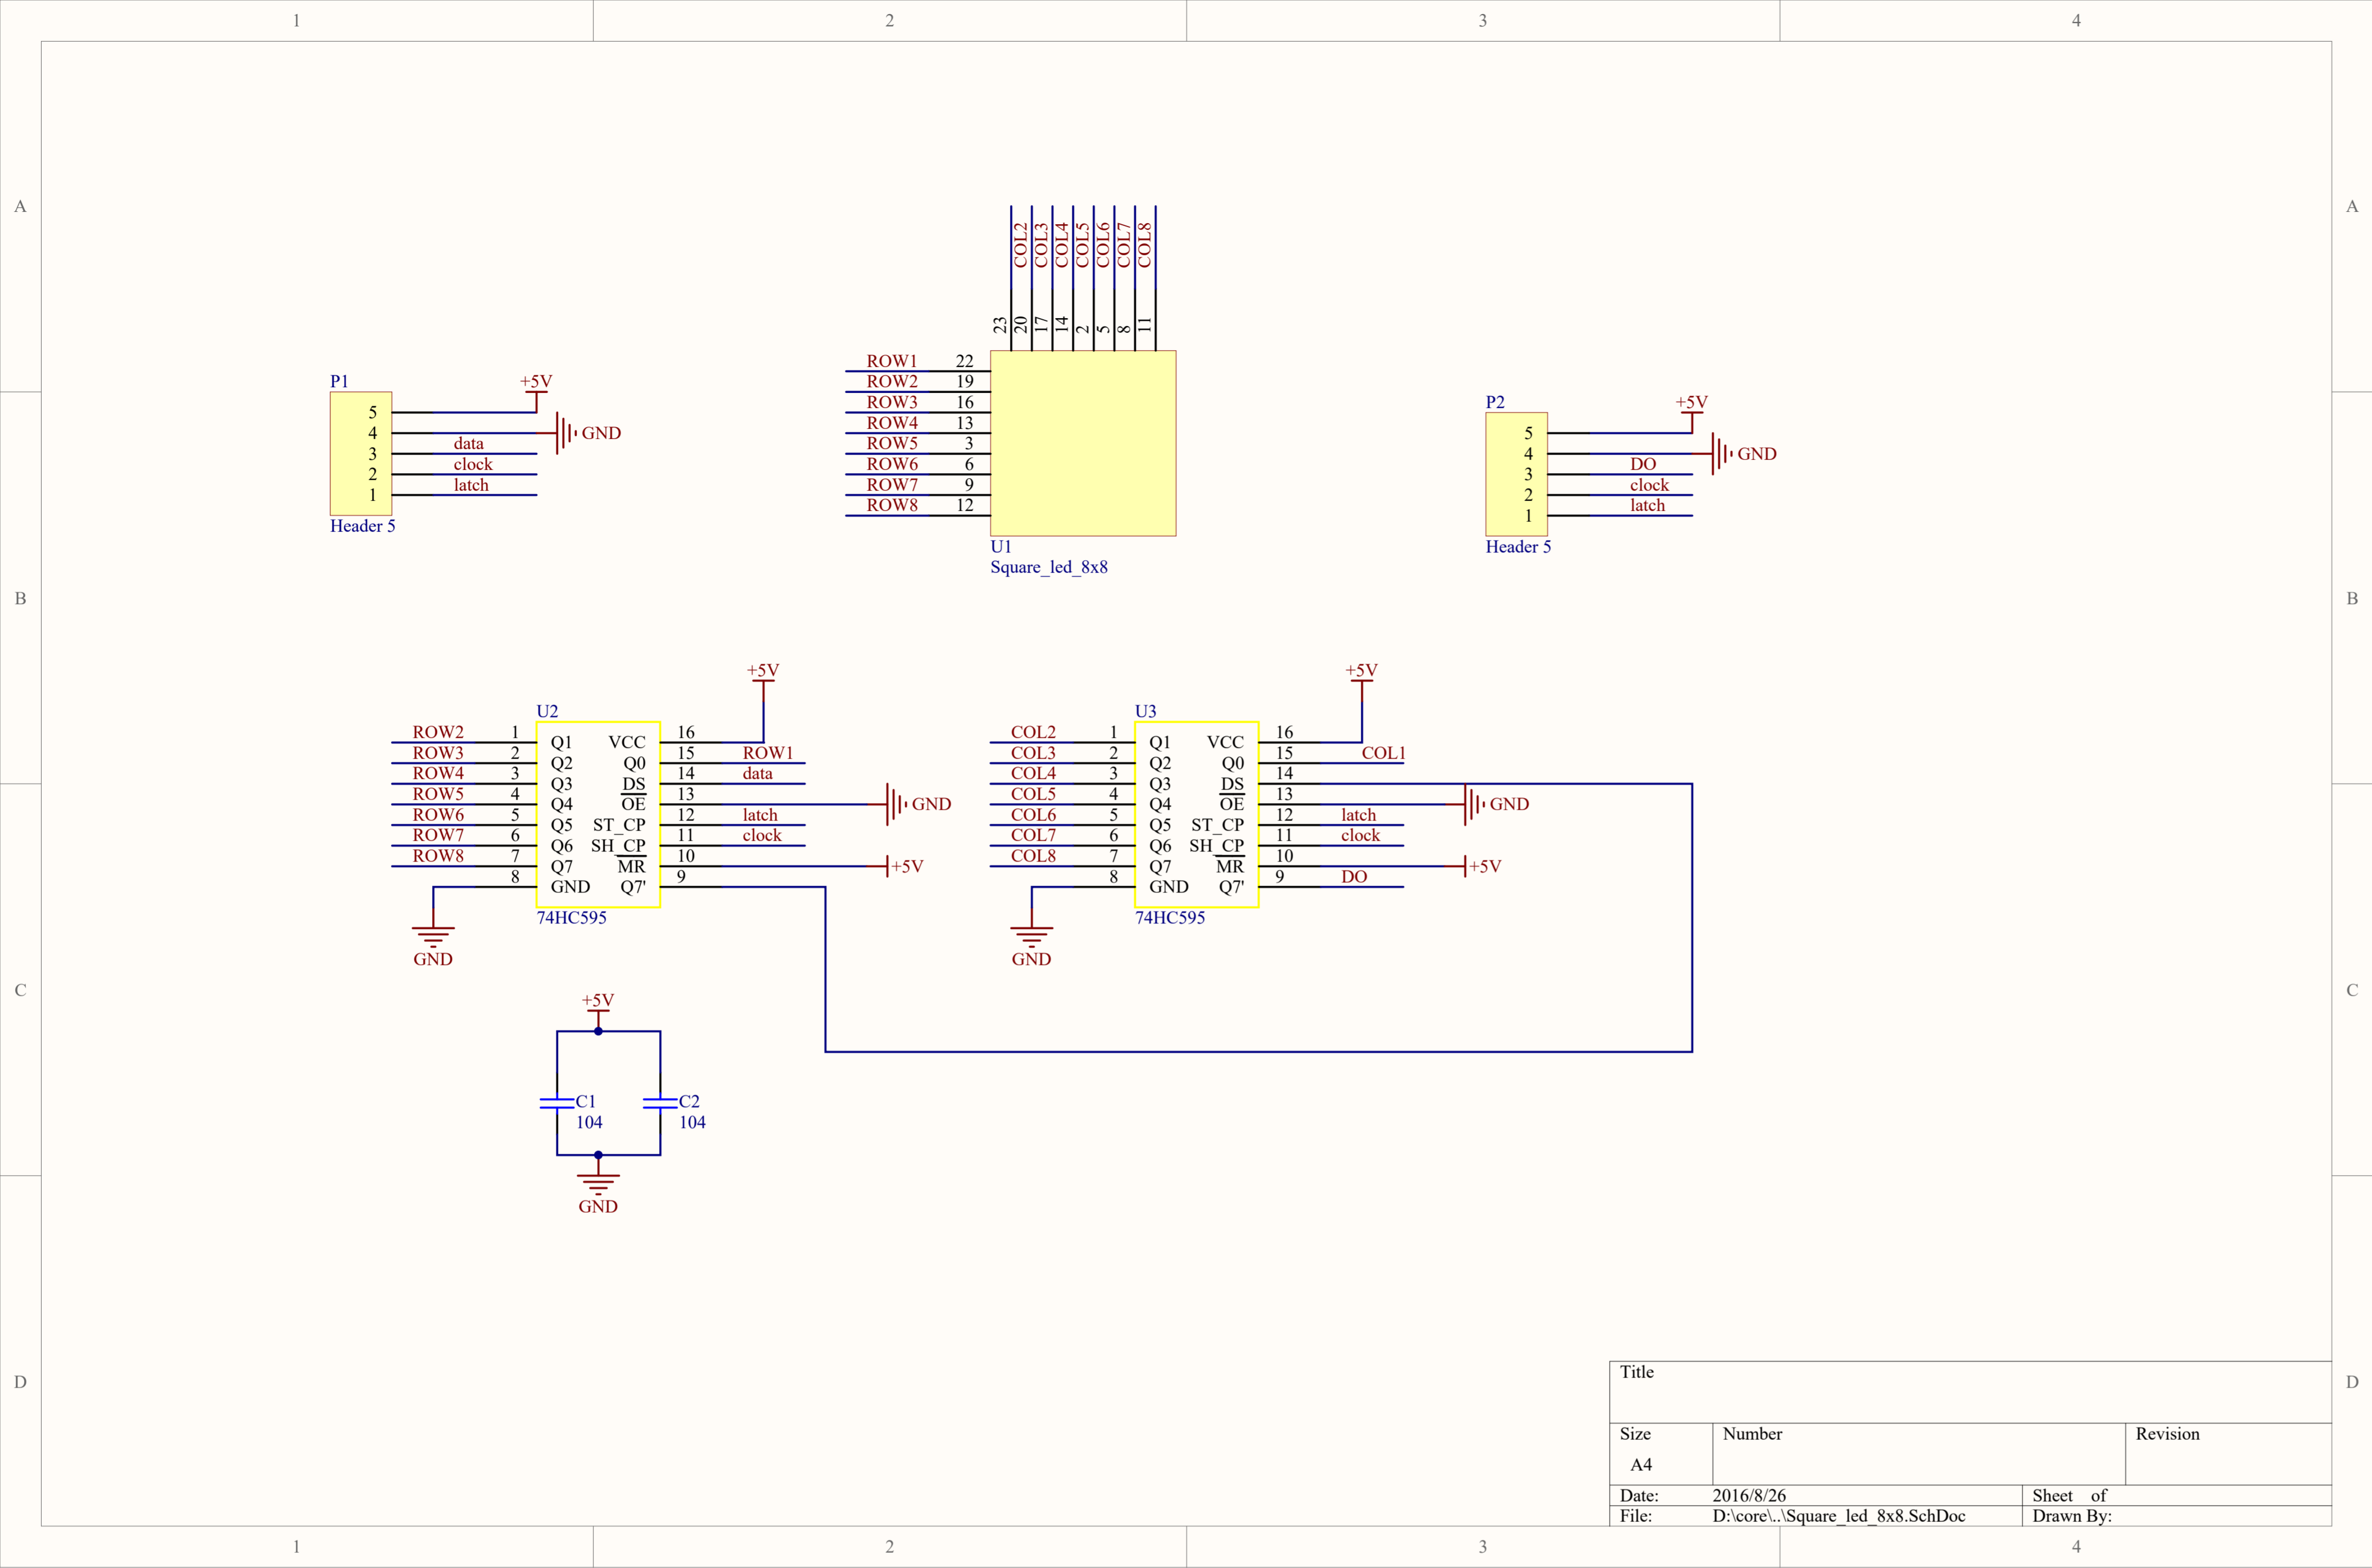 1 2 3 4
A A
COL2 COL3 COL4 COL5 COL6 COL7 COL8
23 20 17 14 2 5 8 11
ROW1 22
ROW2 19
ROW3 16
ROW4 13
ROW5 3
ROW6 6
ROW7 9
ROW8 12
U1
Square_led_8x8
P1
+5V
5
4 GND
3 data
2 clock
1 latch
Header 5
P2
+5V
5
4 GND
3 DO
2 clock
1 latch
Header 5
B B
U2
+5V
ROW2 1 Q1 VCC 16
ROW3 2 Q2 Q0 15 ROW1
ROW4 3 Q3 DS 14 data
ROW5 4 Q4 OE 13 GND
ROW6 5 Q5 ST_CP 12 latch
ROW7 6 Q6 SH_CP 11 clock
ROW8 7 Q7 MR 10 +5V
8 GND Q7' 9
74HC595
GND
U3
+5V
COL2 1 Q1 VCC 16
COL3 2 Q2 Q0 15 COL1
COL4 3 Q3 DS 14
COL5 4 Q4 OE 13 GND
COL6 5 Q5 ST_CP 12 latch
COL7 6 Q6 SH_CP 11 clock
COL8 7 Q7 MR 10 +5V
8 GND Q7' 9 DO
74HC595
GND
C C
+5V
C1 C2
104 104
GND
D D
Title
Size Number Revision
A4
Date: 2016/8/26 Sheet of
File: D:\core\..\Square_led_8x8.SchDoc Drawn By:
1 2 3 4